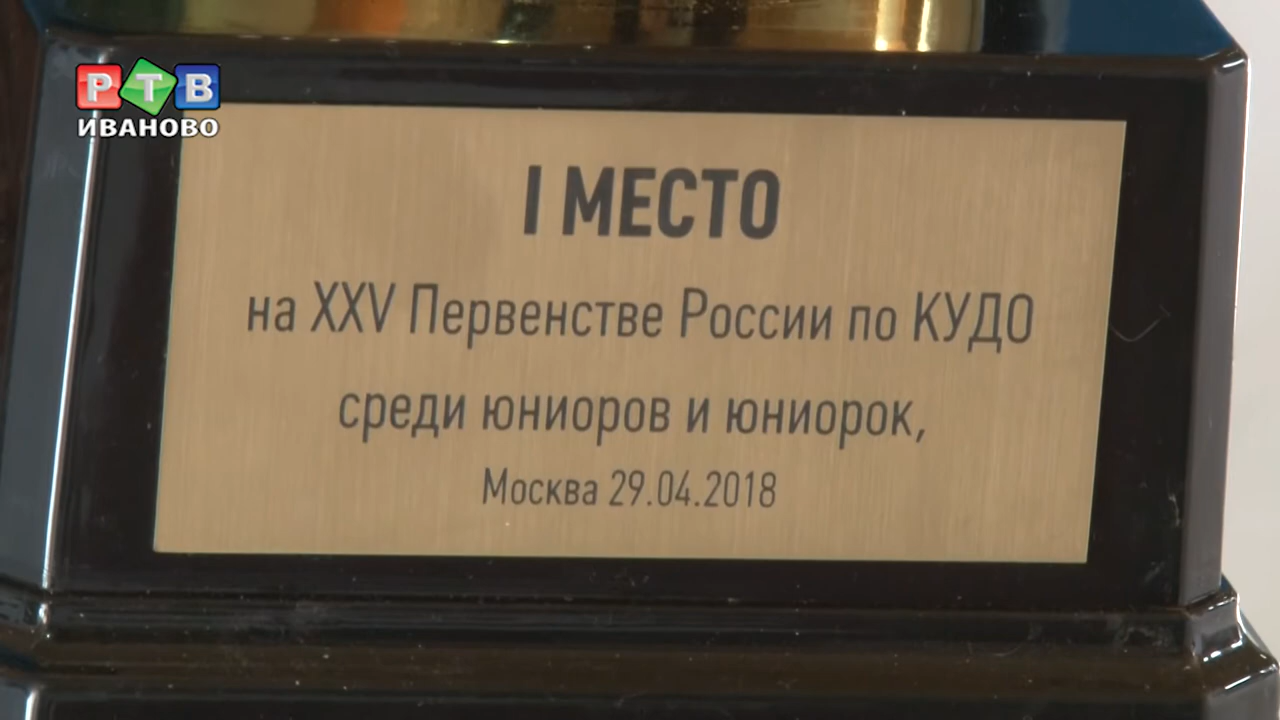 РТВ
ИВАНОВО
I МЕСТО
на XXV Первенстве России по КУДО
среди юниоров и юниорок,
Москва 29.04.2018